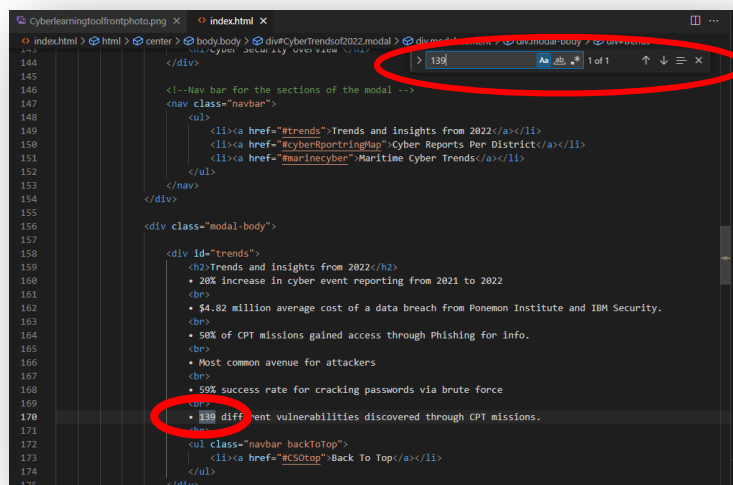 Cyberlearningtoolfrontphoto.png × <> index.html × ···
<> index.html > html > center > body.body > div#CyberTrendsof2022.modal > div.modal-content > div.modal-body > div#trends
143 <h1>Cyber Security Overview </h1>
> 139 Aa ab .* 1 of 1 ↑ ↓ ×
144 </div>
145
146 <!--Nav bar for the sections of the modal -->
147 <nav class="navbar">
148 <ul>
149 <li><a href="#trends">Trends and insights from 2022</a></li>
150 <li><a href="#cyberRportringMap">Cyber Reports Per District</a></li>
151 <li><a href="#marinecyber">Maritime Cyber Trends</a></li>
152 </ul>
153 </nav>
154 </div>
155
156 <div class="modal-body">
157
158 <div id="trends">
159 <h2>Trends and insights from 2022</h2>
160 • 20% increase in cyber event reporting from 2021 to 2022
161 <br>
162 • $4.82 million average cost of a data breach from Ponemon Institute and IBM Security.
163 <br>
164 • 50% of CPT missions gained access through Phishing for info.
165 <br>
166 • Most common avenue for attackers
167 <br>
168 • 59% success rate for cracking passwords via brute force
169 <br>
170 • 139 different vulnerabilities discovered through CPT missions.
171 <br>
172 <ul class="navbar backToTop">
173 <li><a href="#CSOtop">Back To Top</a></li>
174 </ul>
175 </div>